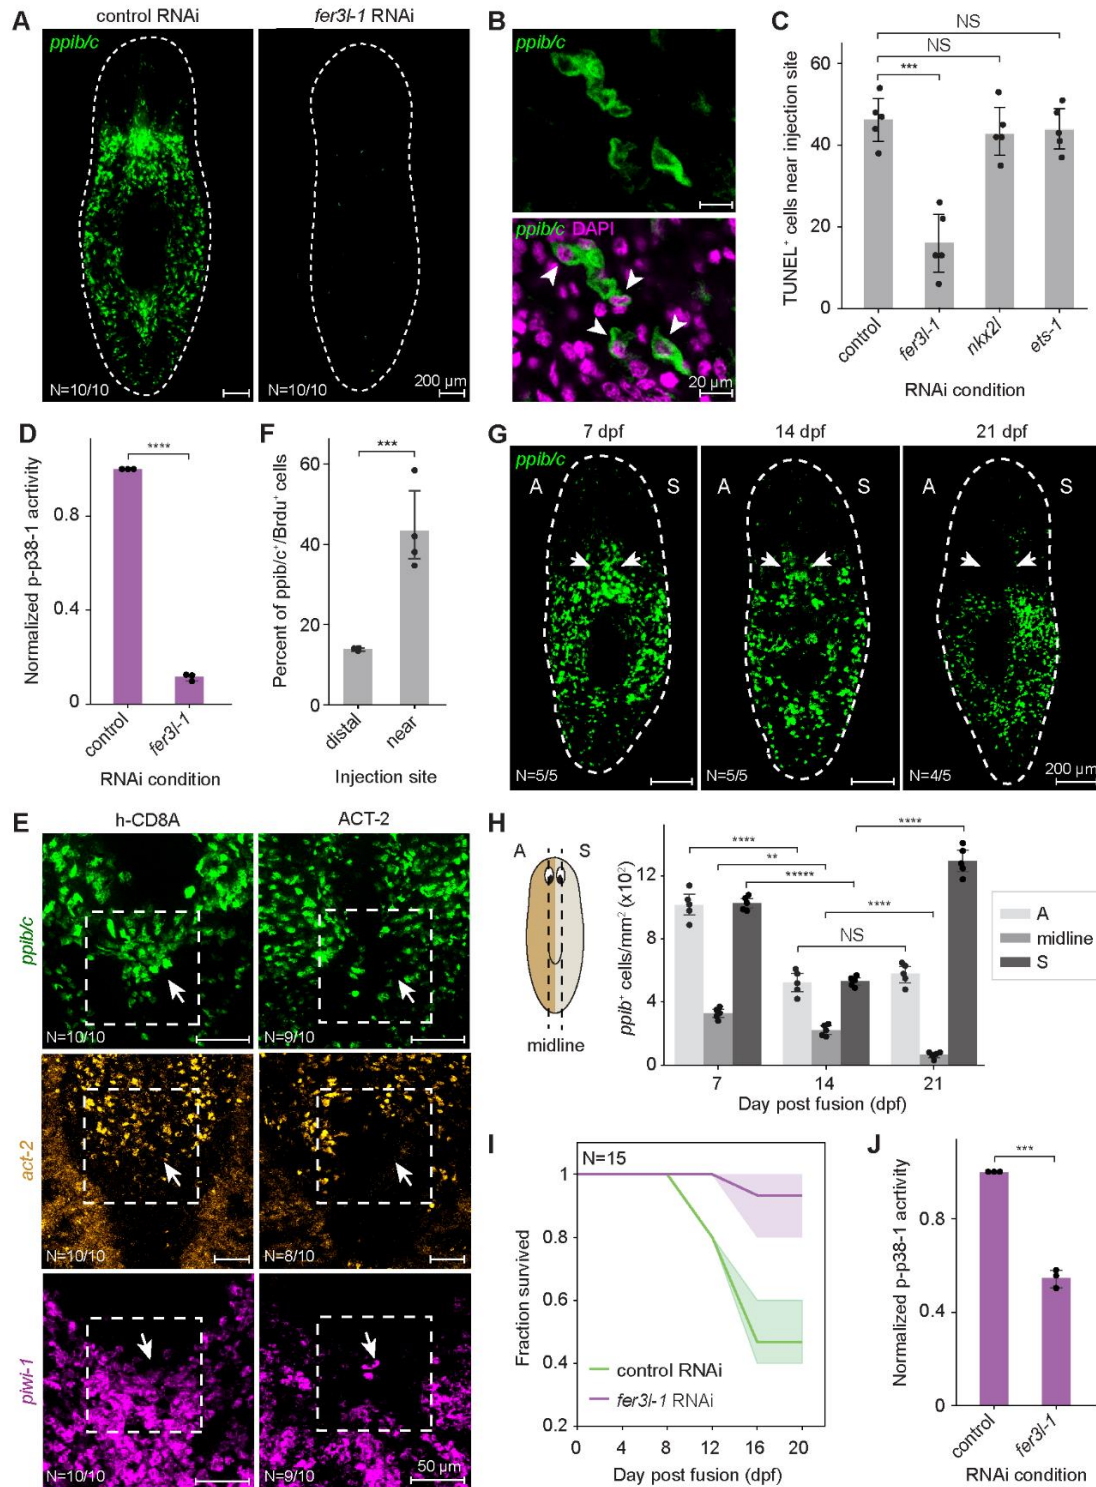 A
control RNAi
fer3l-1 RNAi
ppib/c
N=10/10
N=10/10
200 µm
B
ppib/c
ppib/c DAPI
20 µm
C
NS
NS
***
60
40
20
0
TUNEL+ cells near injection site
control
fer3l-1
nkx2l
ets-1
RNAi condition
D
****
0.8
0.4
0
Normalized p-p38-1 acrtivity
control
fer3l-1
RNAi condition
F
***
60
40
20
0
Percent of ppib/c+/Brdu+ cells
distal
near
Injection site
G
7 dpf
14 dpf
21 dpf
ppib/c
A
S
A
S
A
S
N=5/5
N=5/5
N=4/5
200 µm
E
h-CD8A
ACT-2
ppib/c
N=10/10
N=9/10
act-2
N=10/10
N=8/10
piwi-1
N=10/10
N=9/10
50 µm
H
A
S
midline
****
**
*****
****
****
NS
12
8
4
0
ppib+ cells/mm2 (x102)
7
14
21
Day post fusion (dpf)
A
midline
S
I
N=15
1
0.8
0.6
0.4
0.2
Fraction survived
control RNAi
fer3l-1 RNAi
0
4
8
12
16
20
Day post fusion (dpf)
J
***
0.8
0.4
0
Normalized p-p38-1 acrtivity
control
fer3l-1
RNAi condition